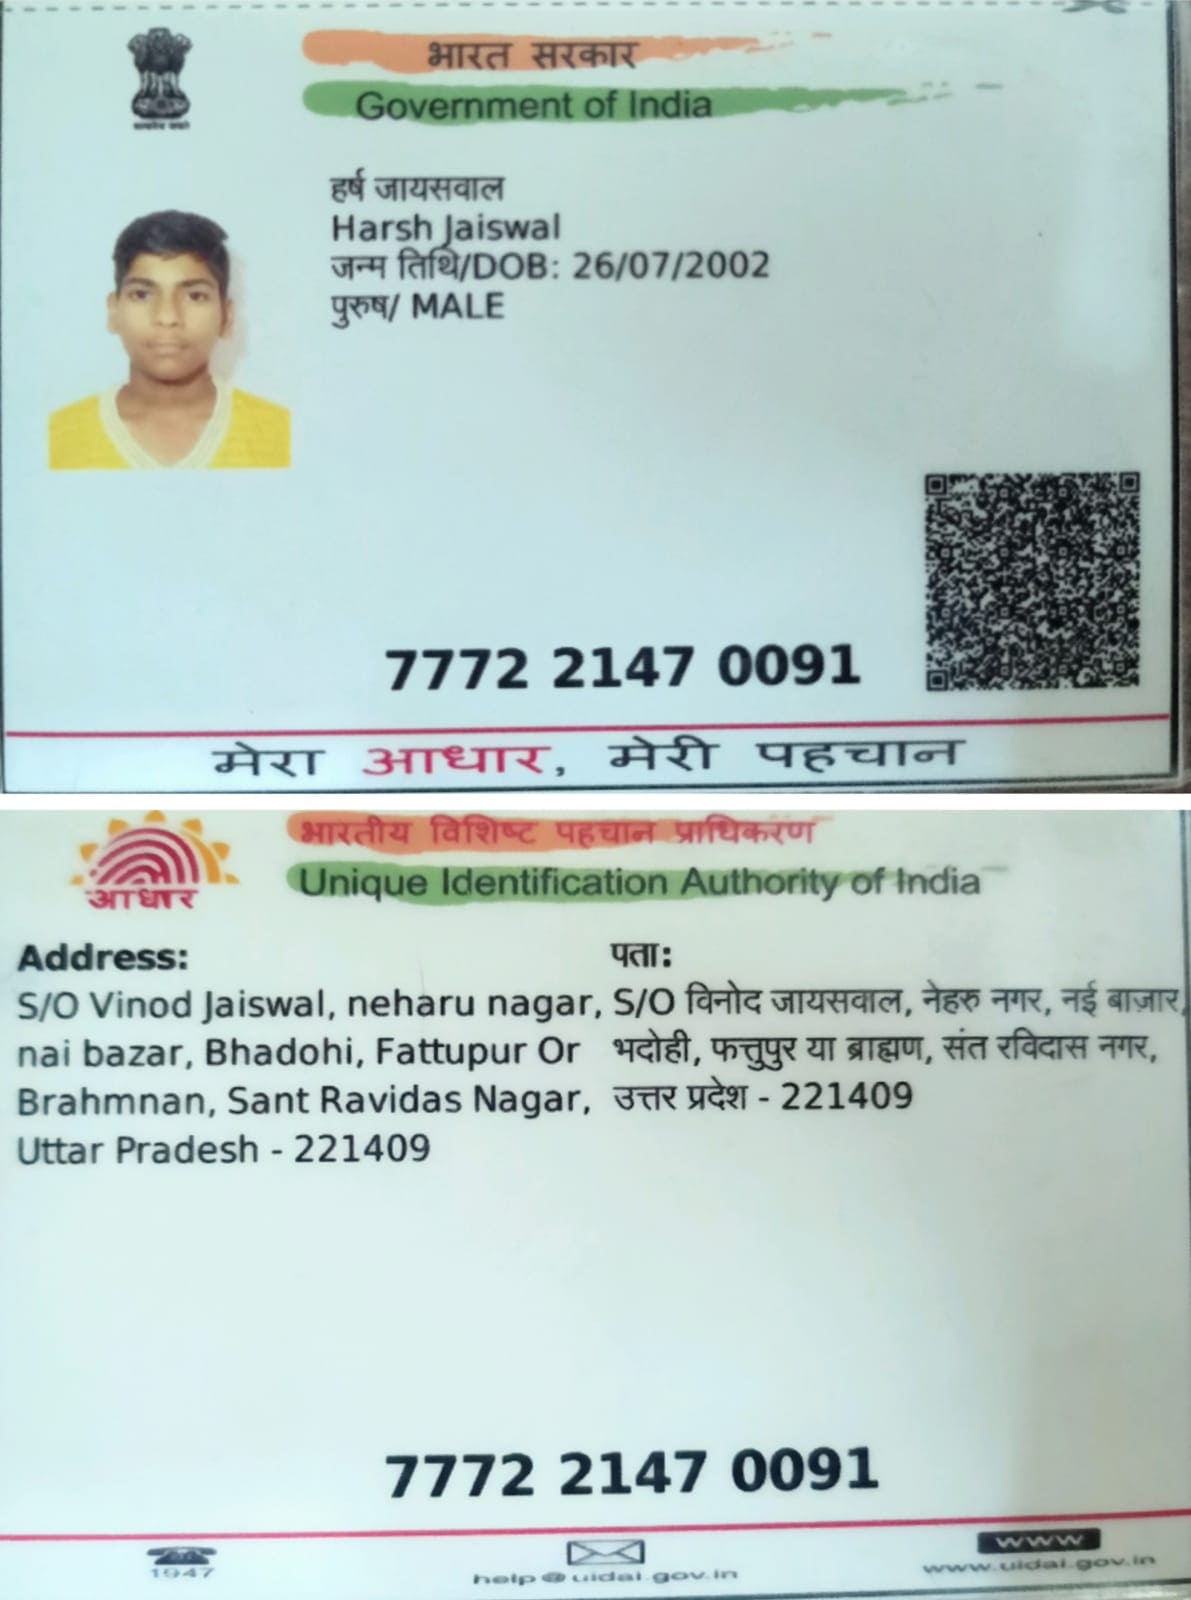 भारत सरकार
Government of India
हर्ष जायसवाल
Harsh Jaiswal
जन्म तिथि/DOB: 26/07/2002
पुरुष/ MALE
7772 2147 0091
मेरा आधार, मेरी पहचान
भारतीय विशिष्ट पहचान प्राधिकरण
Unique Identification Authority of India
आधार
Address:
S/O Vinod Jaiswal, neharu nagar,
nai bazar, Bhadohi, Fattupur Or
Brahmnan, Sant Ravidas Nagar,
Uttar Pradesh - 221409
पता:
S/O विनोद जायसवाल, नेहरु नगर, नई बाज़ार,
भदोही, फत्तुपुर या ब्राह्मण, संत रविदास नगर,
उत्तर प्रदेश - 221409
7772 2147 0091
1947
help@uidai.gov.in
www
www.uidai.gov.in